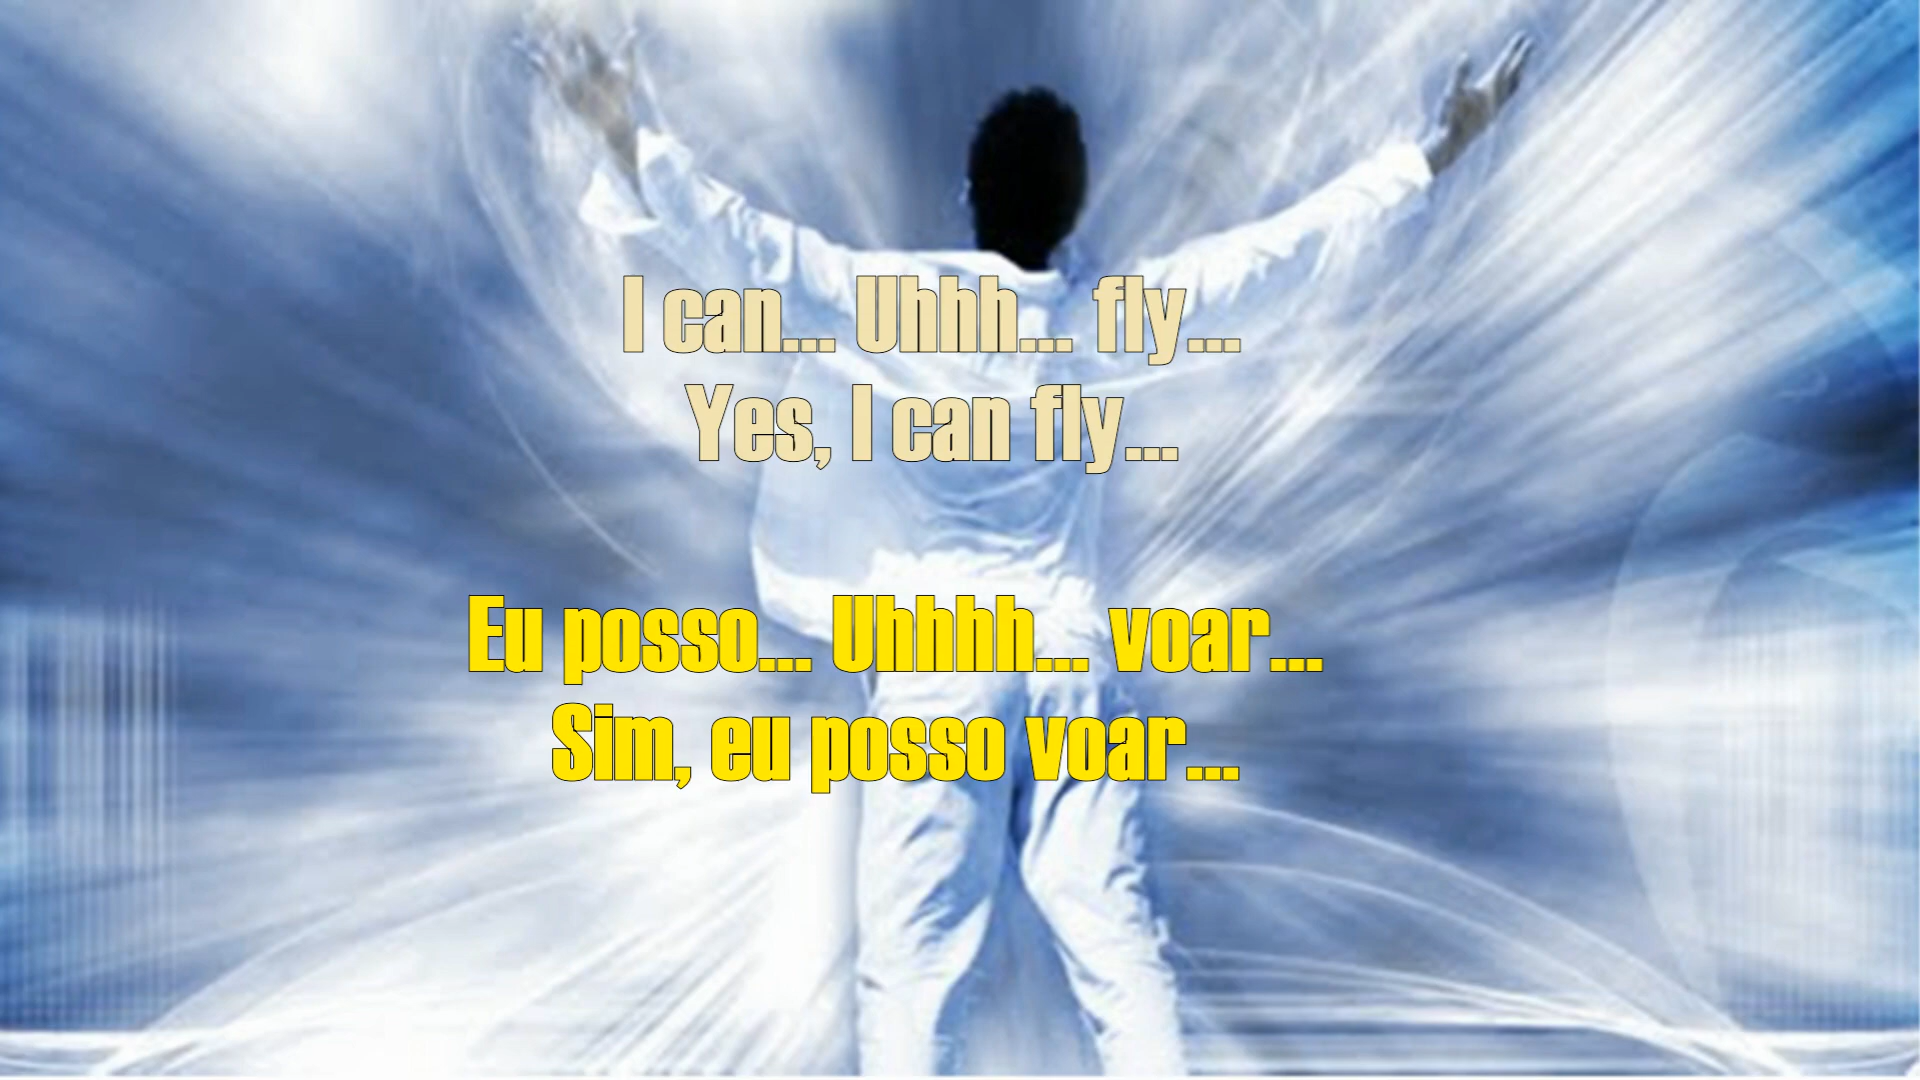 I can... Uhhh... fly...
Yes, I can fly...
Eu posso... Uhhhh... voar...
Sim, eu posso voar...